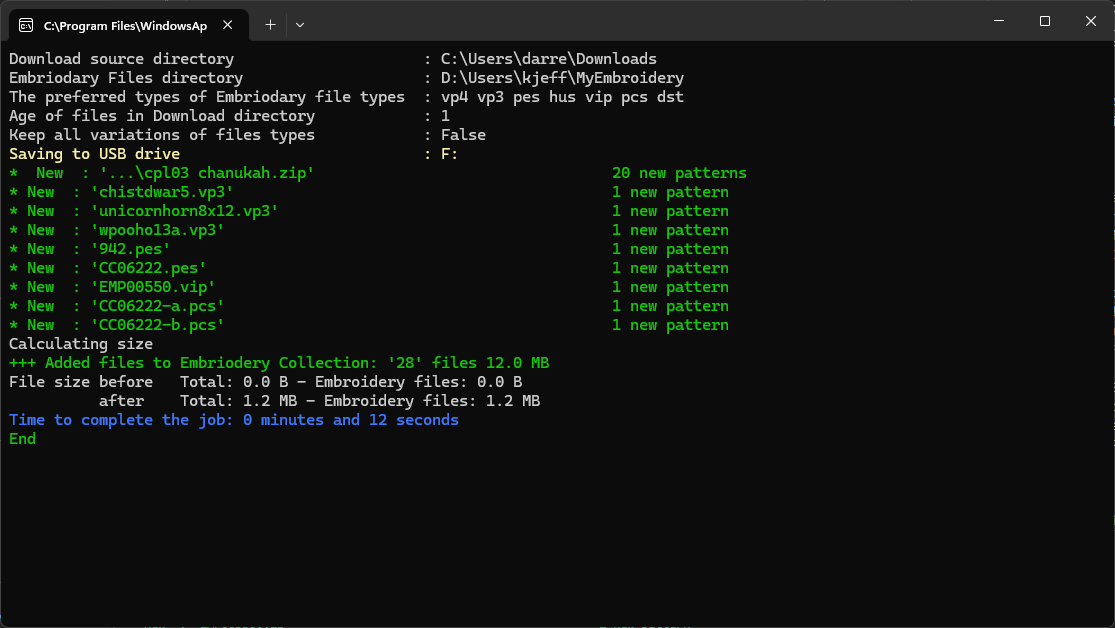 C:\Program Files\WindowsAp
Download source directory : C:\Users\darre\Downloads
Embriodary Files directory : D:\Users\kjeff\MyEmbroidery
The preferred types of Embriodary file types : vp4 vp3 pes hus vip pcs dst
Age of files in Download directory : 1
Keep all variations of files types : False
Saving to USB drive : F:
* New : '...\cpl03 chanukah.zip' 20 new patterns
* New : 'chistdwar5.vp3' 1 new pattern
* New : 'unicornhorn8x12.vp3' 1 new pattern
* New : 'wpooho13a.vp3' 1 new pattern
* New : '942.pes' 1 new pattern
* New : 'CC06222.pes' 1 new pattern
* New : 'EMP00550.vip' 1 new pattern
* New : 'CC06222-a.pcs' 1 new pattern
* New : 'CC06222-b.pcs' 1 new pattern
Calculating size
+++ Added files to Embriodery Collection: '28' files 12.0 MB
File size before Total: 0.0 B - Embroidery files: 0.0 B
after Total: 1.2 MB - Embroidery files: 1.2 MB
Time to complete the job: 0 minutes and 12 seconds
End